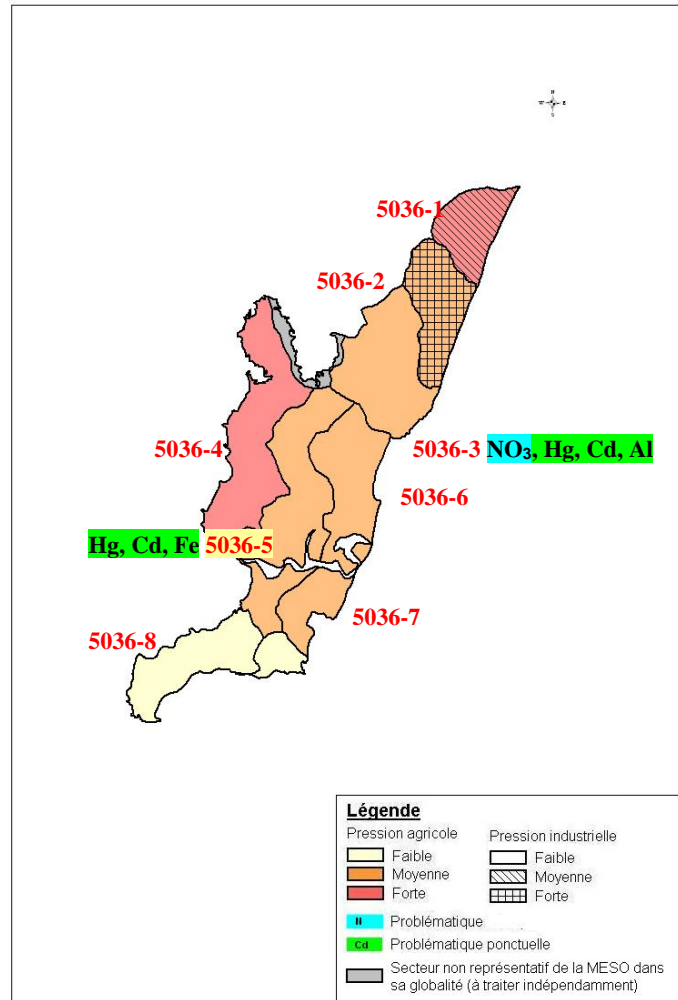 N
W E
S
5036-1
5036-2
5036-4
5036-3 NO₃, Hg, Cd, Al
5036-6
Hg, Cd, Fe 5036-5
5036-7
5036-8
Légende
Pression agricole
Faible
Moyenne
Forte
Pression industrielle
Faible
Moyenne
Forte
N Problématique
Cd Problématique ponctuelle
Secteur non représentatif de la MESO dans
sa globalité (à traiter indépendamment)